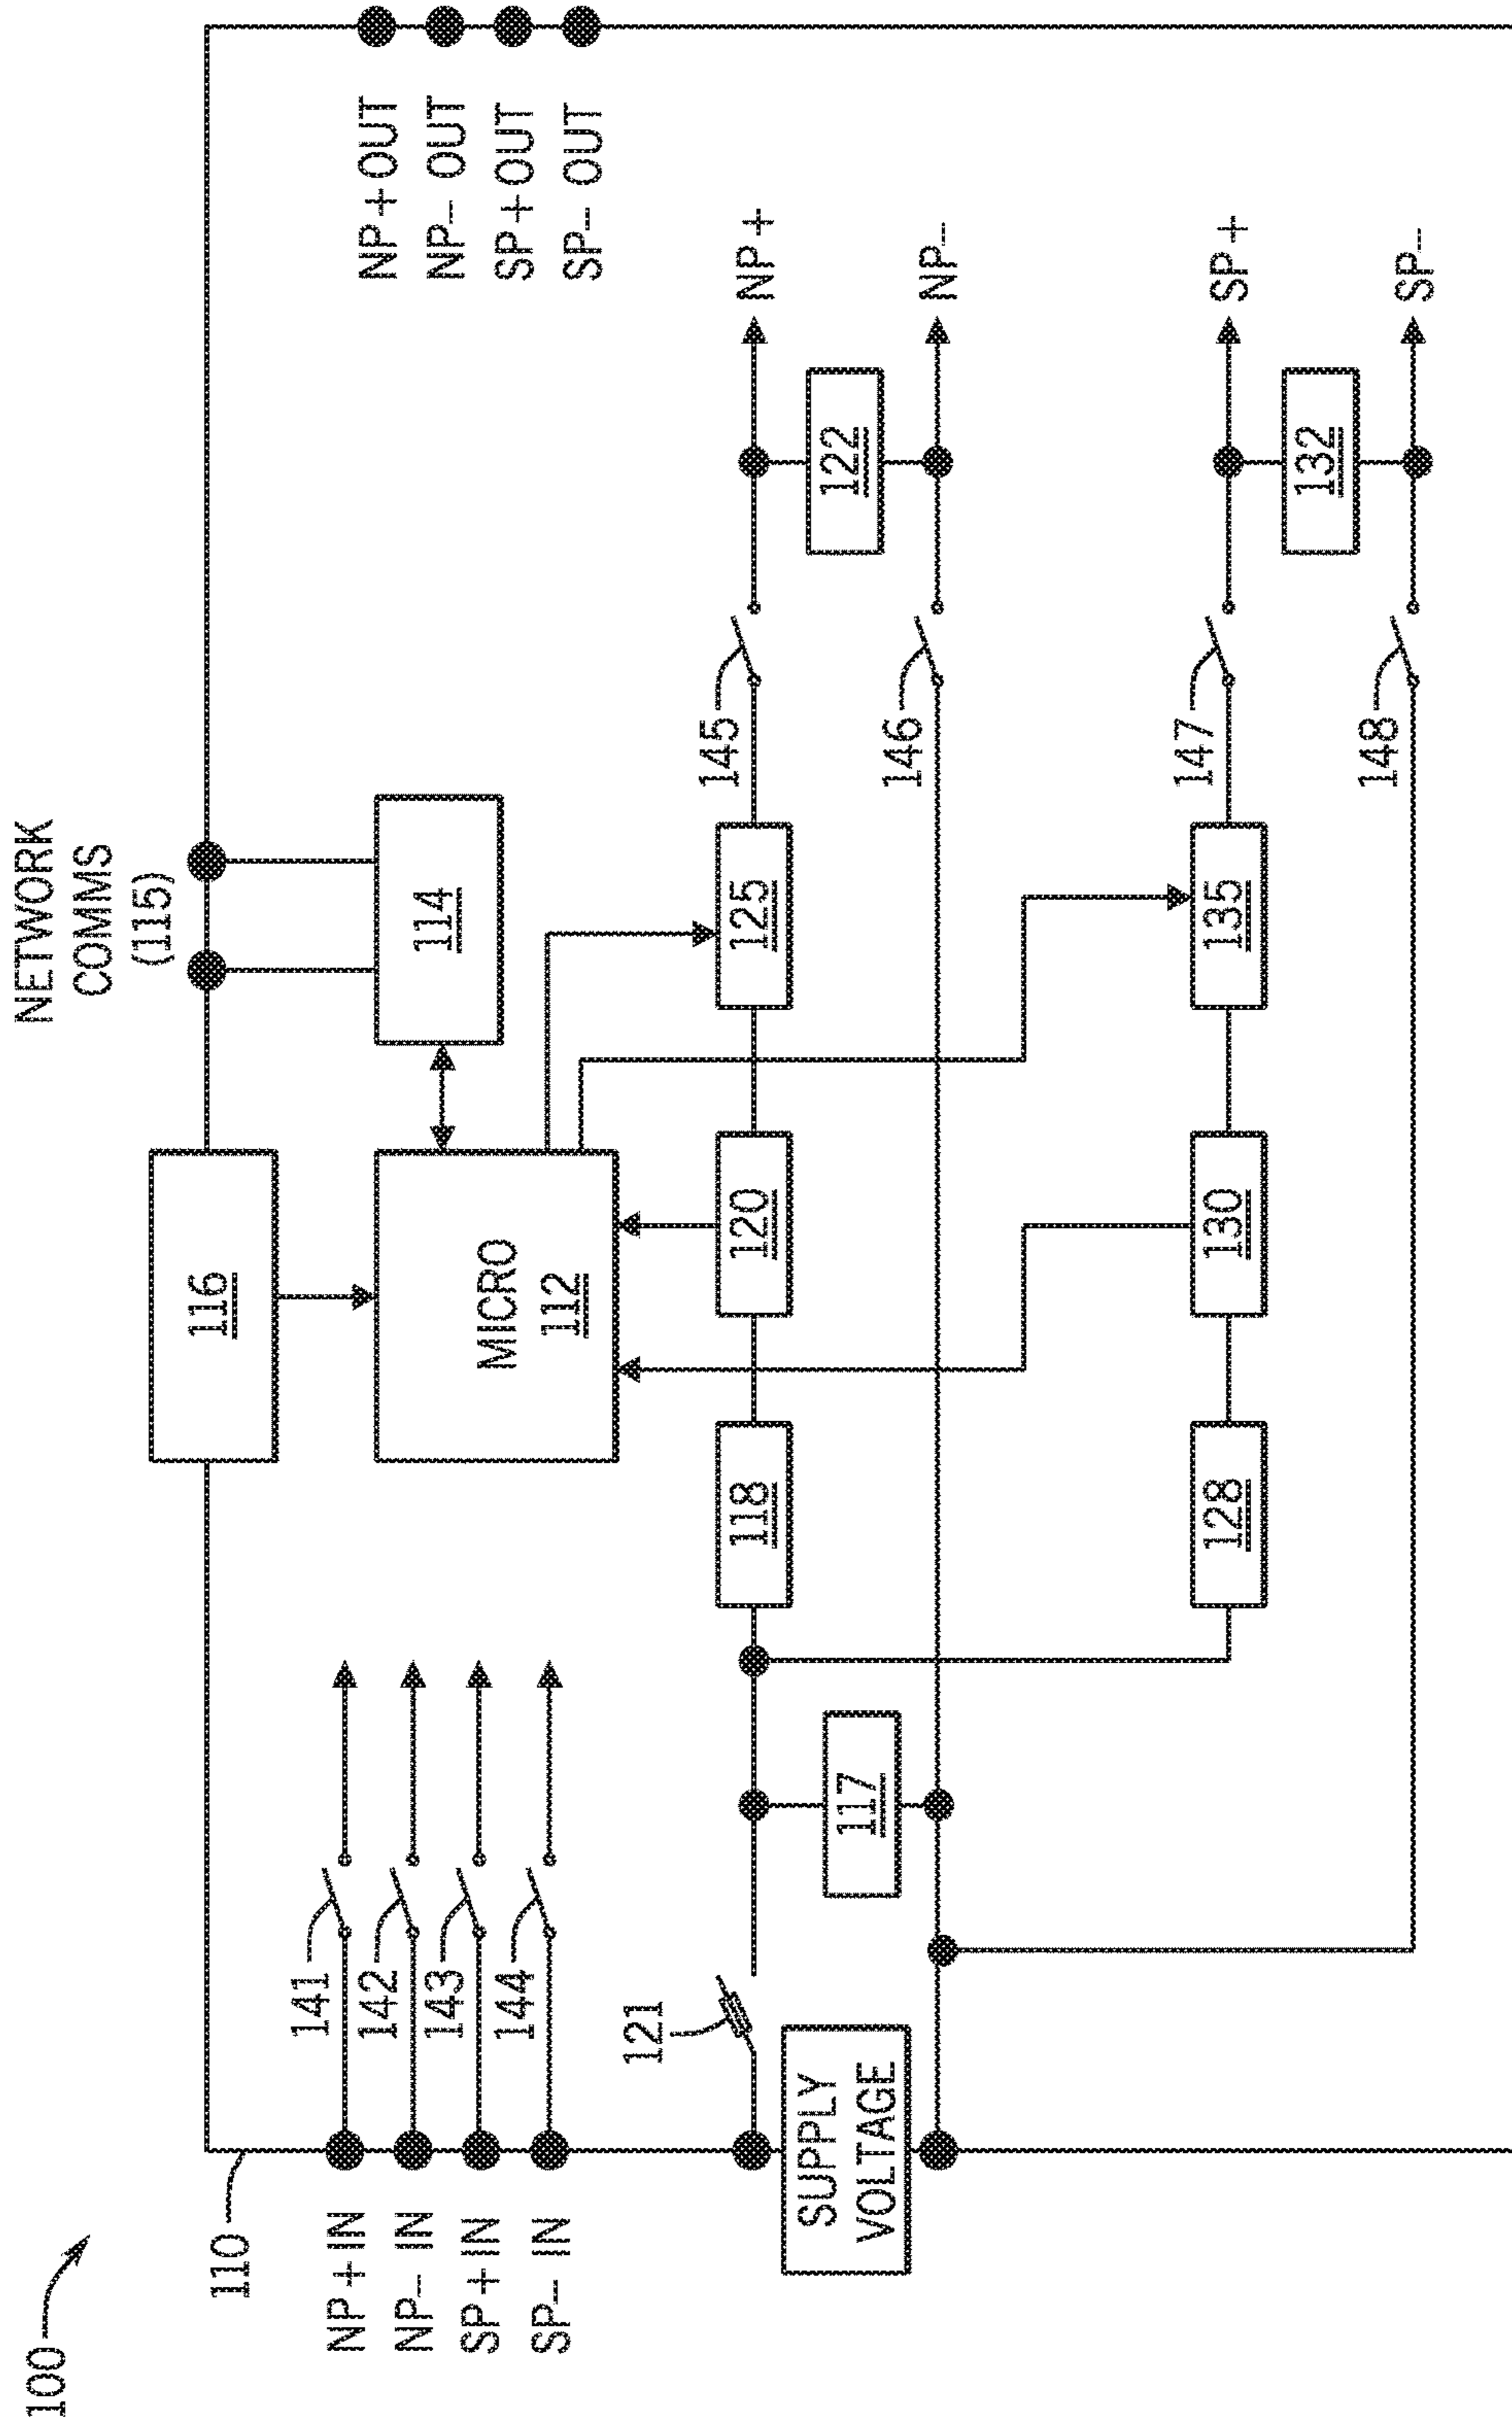 100
110
NETWORK
COMMS
(115)
116
114
MICRO
112
NP+IN
NP– IN
SP+IN
SP– IN
141
142
143
144
NP+OUT
NP– OUT
SP+OUT
SP– OUT
121
SUPPLY
VOLTAGE
117
118
120
125
145
NP+
146
122
NP–
128
130
135
147
SP+
148
132
SP–